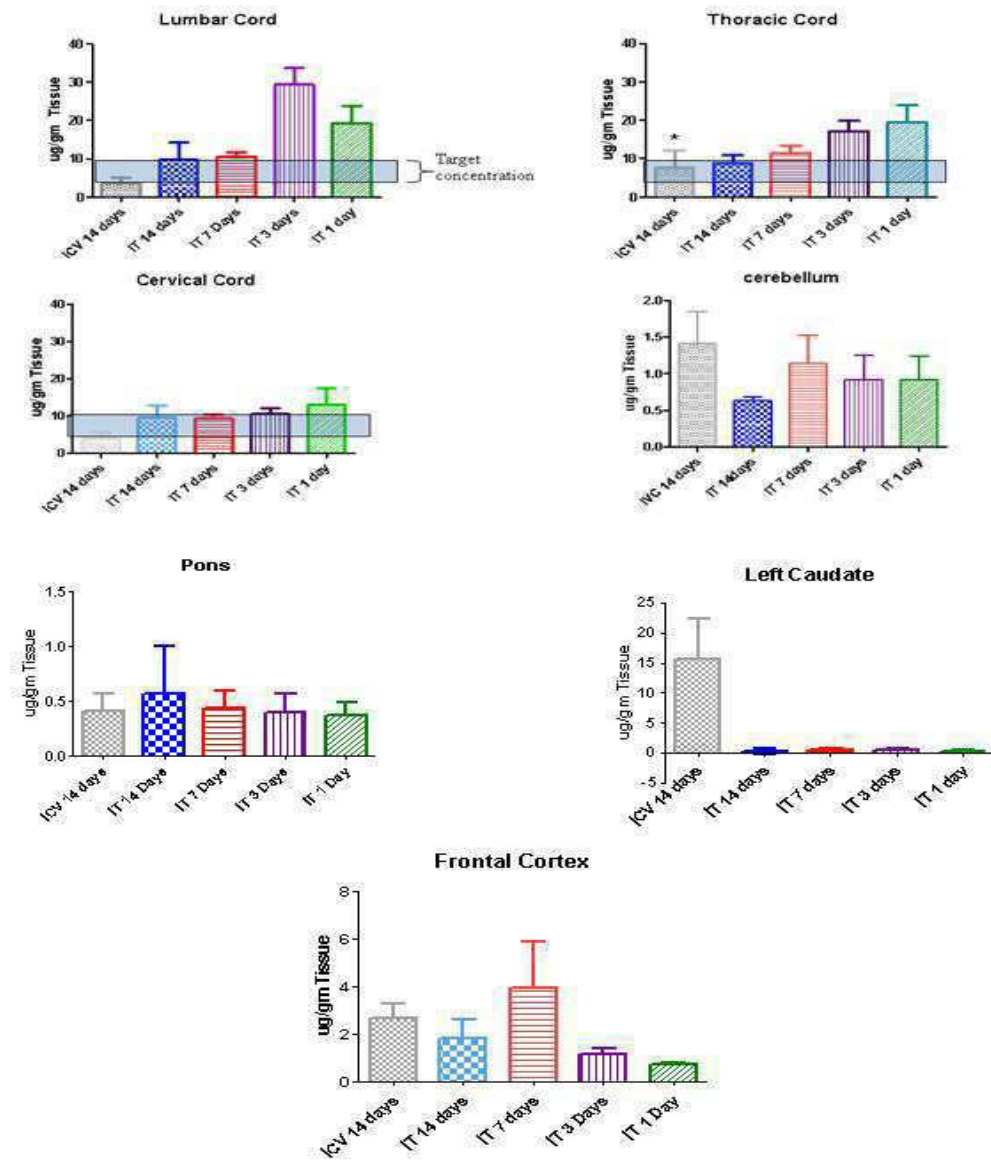 Lumbar Cord
ug/gm Tissue
40
30
20
10
0
Target
concentration
ICV 14 days
IT 14 days
IT 7 Days
IT 3 days
IT 1 day
Thoracic Cord
ug/gm Tissue
40
30
20
10
0
*
ICV 14 days
IT 14 days
IT 7 days
IT 3 days
IT 1 day
Cervical Cord
ug/gm Tissue
40
30
20
10
0
ICV 14 days
IT 14 days
IT 7 days
IT 3 days
IT 1 day
cerebellum
ug/gm Tissue
2.0
1.5
1.0
0.5
0.0
IVC 14 days
IT 14days
IT 7 days
IT 3 days
IT 1 day
Pons
ug/gm Tissue
1.5
1.0
0.5
0.0
ICV 14 days
IT 14 Days
IT 7 Days
IT 3 Days
IT 1 Day
Left Caudate
ug/gm Tissue
25
20
15
10
5
0
-5
ICV 14 days
IT 14 days
IT 7 days
IT 3 days
IT 1 day
Frontal Cortex
ug/gm Tissue
8
6
4
2
0
ICV 14 days
IT 14 days
IT 7 days
IT 3 Days
IT 1 Day